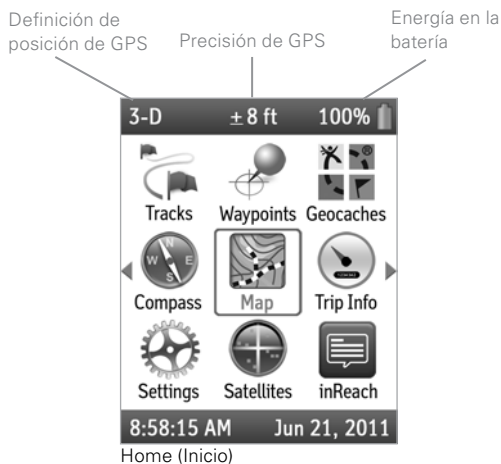 Definición de
posición de GPS
Precisión de GPS
Energía en la
batería
3-D ± 8 ft 100%
Tracks Waypoints Geocaches
N
W E
S
Compass Map Trip Info
Settings Satellites inReach
8:58:15 AM Jun 21, 2011
Home (Inicio)